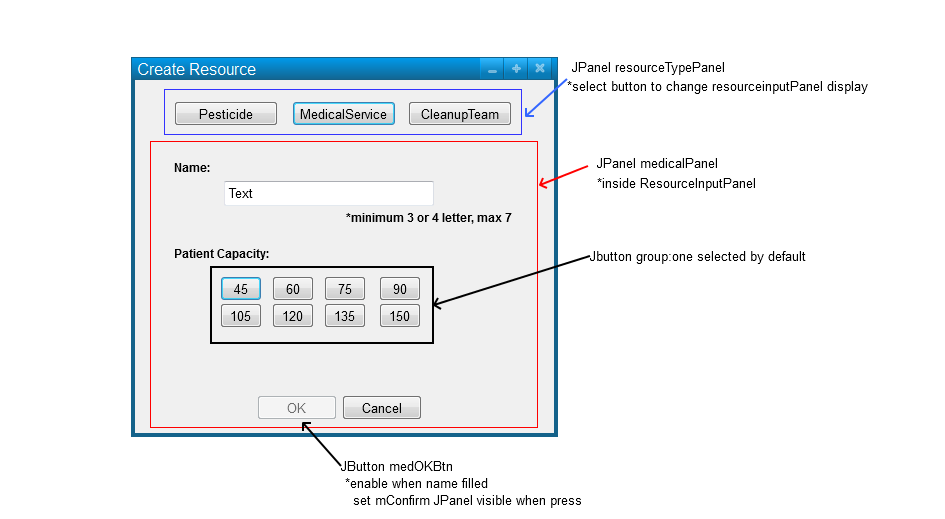 Create Resource
JPanel resourceTypePanel
*select button to change resourceinputPanel display
Pesticide MedicalService CleanupTeam
JPanel medicalPanel
*inside ResourceInputPanel
Name:
Text
*minimum 3 or 4 letter, max 7
Patient Capacity:
Jbutton group:one selected by default
45 60 75 90
105 120 135 150
OK Cancel
JButton medOKBtn
*enable when name filled
set mConfirm JPanel visible when press